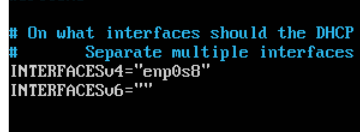 # On what interfaces should the DHCP
#       Separate multiple interfaces
INTERFACESv4="enp0s8"
INTERFACESv6=""